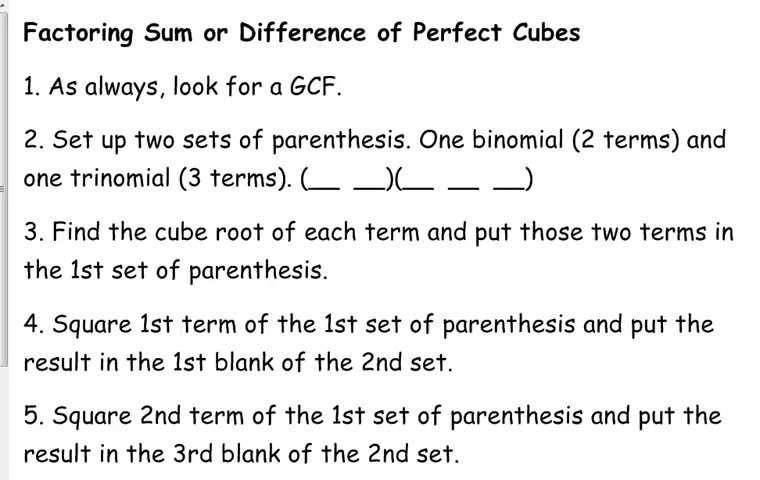 Factoring Sum or Difference of Perfect Cubes
1. As always, look for a GCF.
2. Set up two sets of parenthesis. One binomial (2 terms) and
one trinomial (3 terms). (__ __)(__ __ __)
3. Find the cube root of each term and put those two terms in
the 1st set of parenthesis.
4. Square 1st term of the 1st set of parenthesis and put the
result in the 1st blank of the 2nd set.
5. Square 2nd term of the 1st set of parenthesis and put the
result in the 3rd blank of the 2nd set.